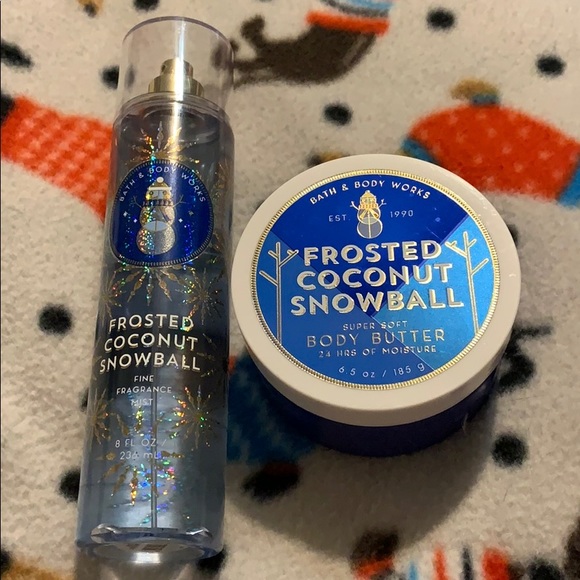 BATH & BODY WORKS
FROSTED
COCONUT
SNOWBALL
FINE
FRAGRANCE
MIST
8 FL OZ /
236 mL
BATH & BODY WORKS
EST. 1990
FROSTED
COCONUT
SNOWBALL
SUPER SOFT
BODY BUTTER
24 HRS OF MOISTURE
6.5 oz / 185 g